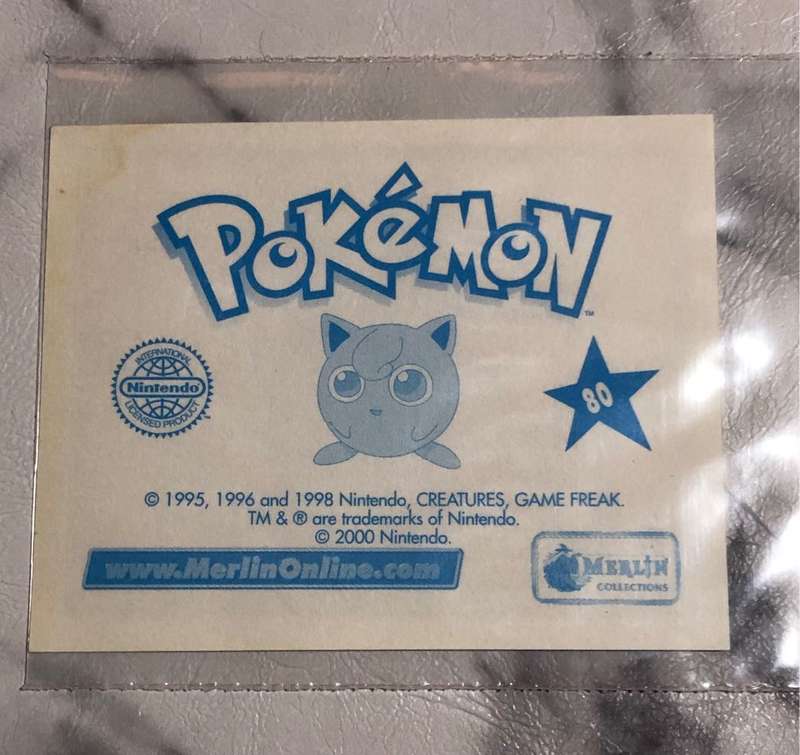 POKéMON
TM
INTERNATIONAL
Nintendo
LICENSED PRODUCT
80
© 1995, 1996 and 1998 Nintendo, CREATURES, GAME FREAK.
TM & ® are trademarks of Nintendo.
© 2000 Nintendo.
www.MerlinOnline.com
MERLIN
COLLECTIONS